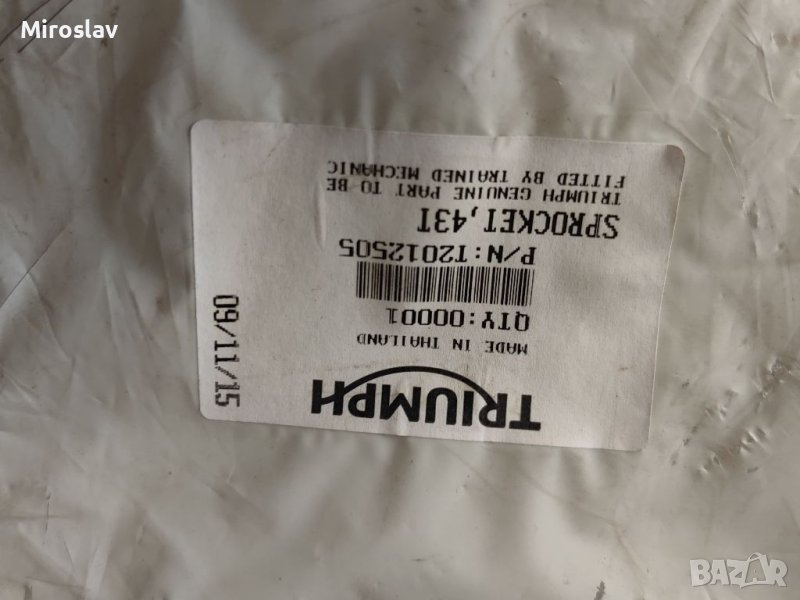 Miroslav
TRIUMPH
MADE IN THAILAND
QTY:00001
P/N:T2012505
SPROCKET,43T
TRIUMPH GENUINE PART TO BE
FITTED BY TRAINED MECHANIC
09/11/15
BAZAR